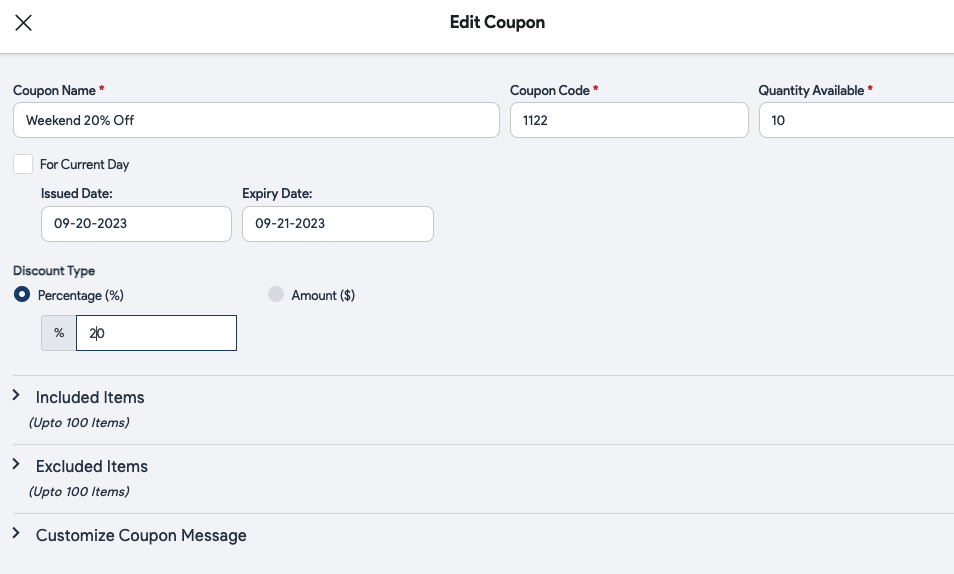 Edit Coupon
Coupon Name * Coupon Code * Quantity Available *
Weekend 20% Off 1122 10
For Current Day
Issued Date: Expiry Date:
09-20-2023 09-21-2023
Discount Type
Percentage (%) Amount ($)
% 20
Included Items
(Upto 100 Items)
Excluded Items
(Upto 100 Items)
Customize Coupon Message